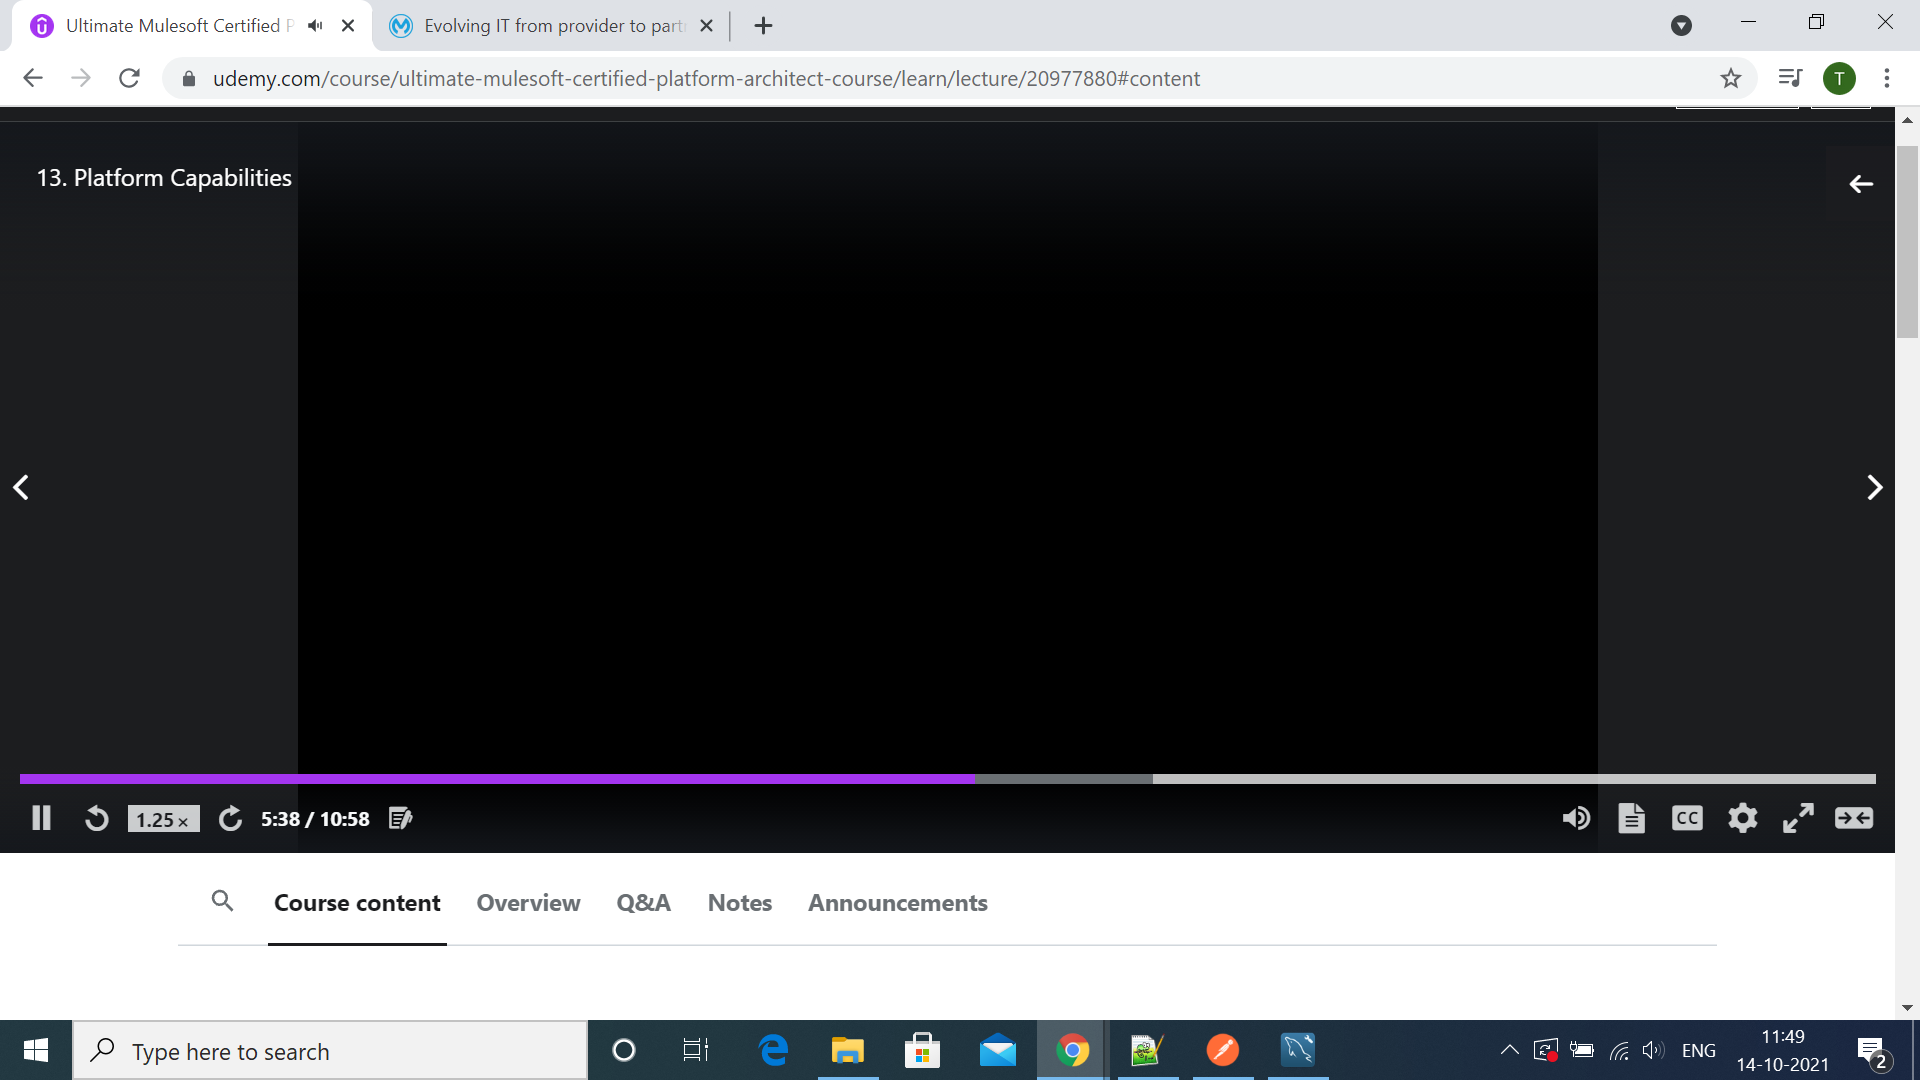 Ultimate Mulesoft Certified P
Evolving IT from provider to part
udemy.com/course/ultimate-mulesoft-certified-platform-architect-course/learn/lecture/20977880#content
T
13. Platform Capabilities
1.25×
5:38 / 10:58
CC
Course content
Overview
Q&A
Notes
Announcements
Type here to search
ENG
11:49
14-10-2021
2